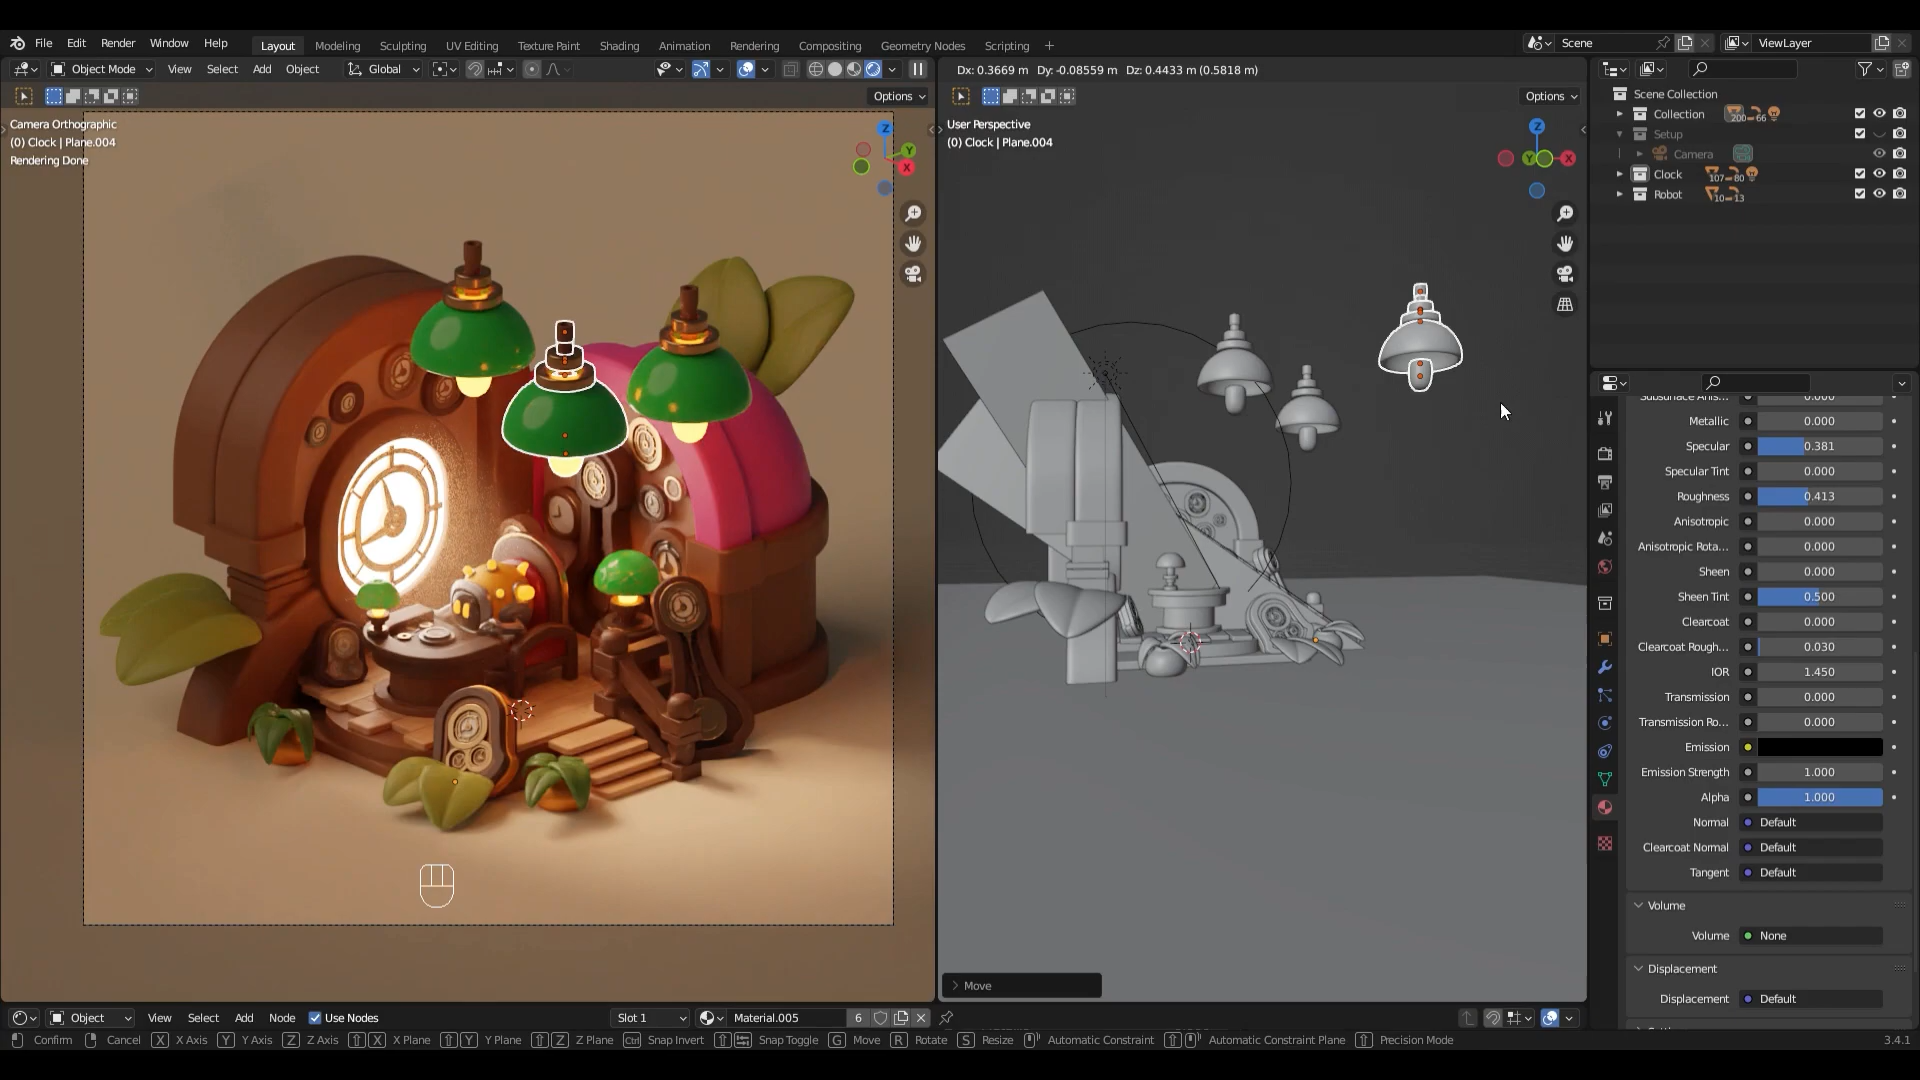 File Edit Render Window Help Layout Modeling Sculpting UV Editing Texture Paint Shading Animation Rendering Compositing Geometry Nodes Scripting + Scene ViewLayer
Object Mode View Select Add Object Global
Dx: 0.3669 m Dy: -0.08559 m Dz: 0.4433 m (0.5818 m)
Options
Options
Camera Orthographic
(0) Clock | Plane.004
Rendering Done
Z
Y
X
User Perspective
(0) Clock | Plane.004
Z
Y
X
Scene Collection
Collection 200 66
Setup
Camera
Clock 107 80
Robot 10 13
Metallic 0.000
Specular 0.381
Specular Tint 0.000
Roughness 0.413
Anisotropic 0.000
Anisotropic Rota... 0.000
Sheen 0.000
Sheen Tint 0.500
Clearcoat 0.000
Clearcoat Rough... 0.030
IOR 1.450
Transmission 0.000
Transmission Ro... 0.000
Emission
Emission Strength 1.000
Alpha 1.000
Normal Default
Clearcoat Normal Default
Tangent Default
Volume
Volume None
Displacement
Displacement Default
Move
Object View Select Add Node Use Nodes Slot 1 Material.005 6
Confirm Cancel X X Axis Y Y Axis Z Z Axis X X Plane Y Y Plane Z Z Plane Ctrl Snap Invert Snap Toggle G Move R Rotate S Resize Automatic Constraint Automatic Constraint Plane Precision Mode 3.4.1